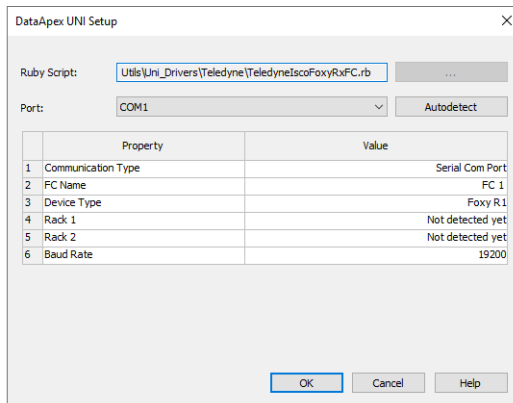 DataApex UNI Setup
Ruby Script: Utils\Uni_Drivers\Teledyne\TeledyneIscoFoxyRxFC.rb ...
Port: COM1 Autodetect
Property Value
1 Communication Type Serial Com Port
2 FC Name FC 1
3 Device Type Foxy R1
4 Rack 1 Not detected yet
5 Rack 2 Not detected yet
6 Baud Rate 19200
OK Cancel Help